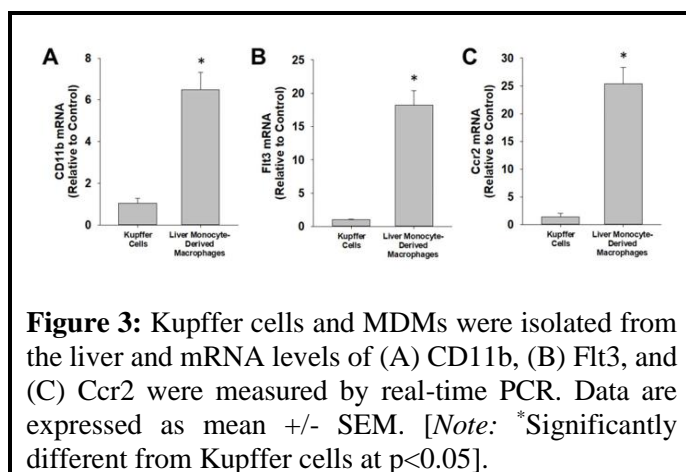 A
CD11b mRNA
(Relative to Control)
8
6
4
2
0
*
Kupffer
Cells
Liver Monocyte-
Derived
Macrophages
B
Flt3 mRNA
(Relative to Control)
25
20
15
10
5
0
*
Kupffer
Cells
Liver Monocyte-
Derived
Macrophages
C
Ccr2 mRNA
(Relative to Control)
30
25
20
15
10
5
0
*
Kupffer
Cells
Liver Monocyte-
Derived
Macrophages
Figure 3: Kupffer cells and MDMs were isolated from
the liver and mRNA levels of (A) CD11b, (B) Flt3, and
(C) Ccr2 were measured by real-time PCR. Data are
expressed as mean +/- SEM. [Note: *Significantly
different from Kupffer cells at p<0.05].